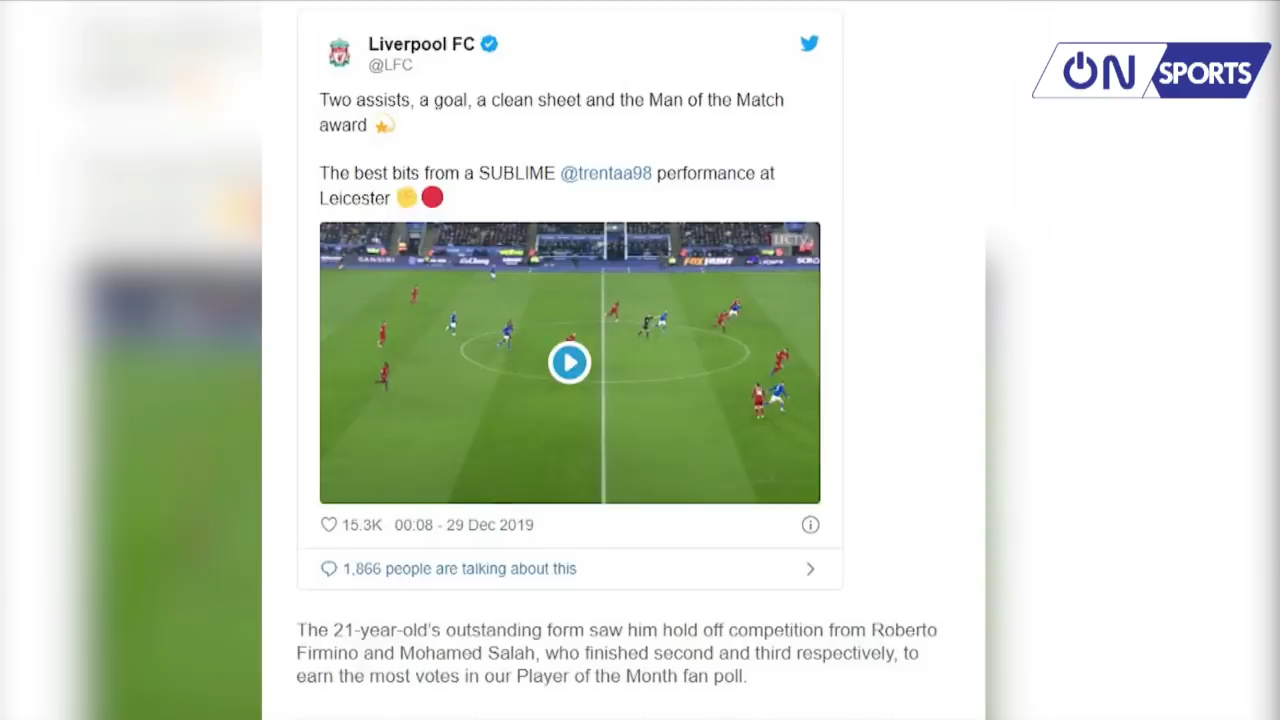 Liverpool FC
@LFC
ON SPORTS
Two assists, a goal, a clean sheet and the Man of the Match
award
The best bits from a SUBLIME @trentaa98 performance at
Leicester
LFCTV
FOX HUNT
15.3K 00:08 - 29 Dec 2019
1,866 people are talking about this
The 21-year-old's outstanding form saw him hold off competition from Roberto
Firmino and Mohamed Salah, who finished second and third respectively, to
earn the most votes in our Player of the Month fan poll.